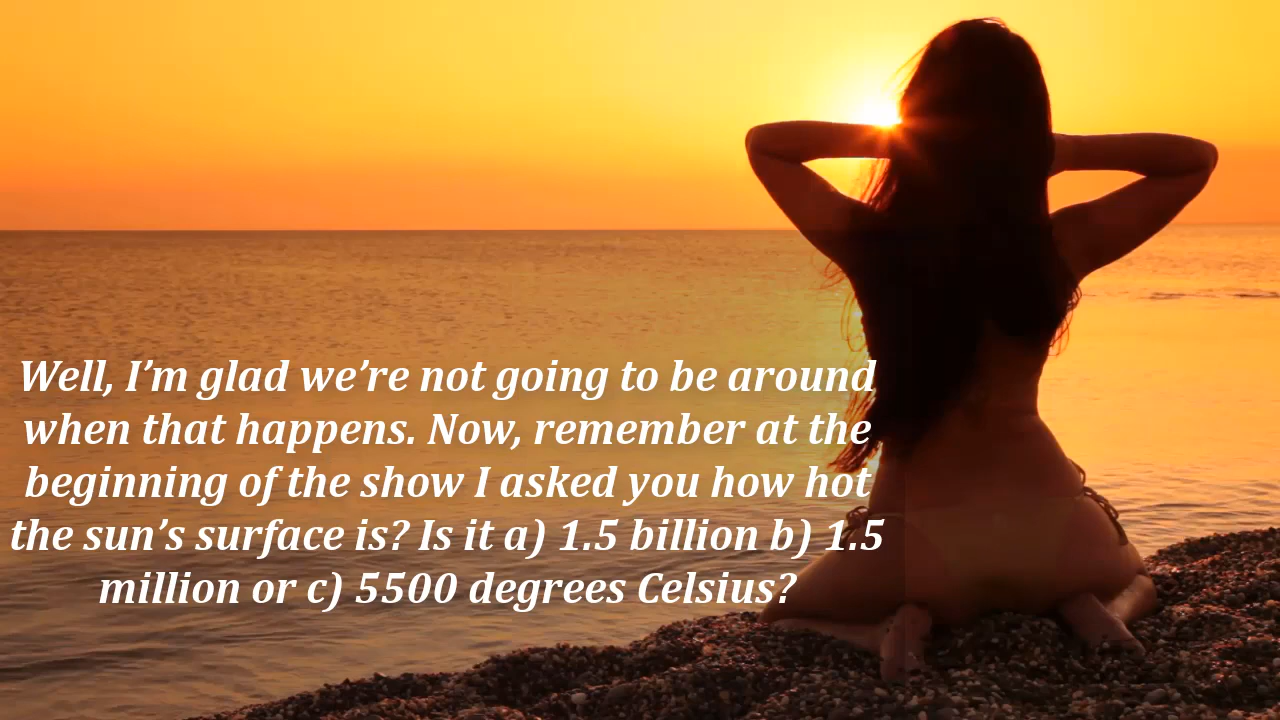 Well, I’m glad we’re not going to be around
when that happens. Now, remember at the
beginning of the show I asked you how hot
the sun’s surface is? Is it a) 1.5 billion b) 1.5
million or c) 5500 degrees Celsius?